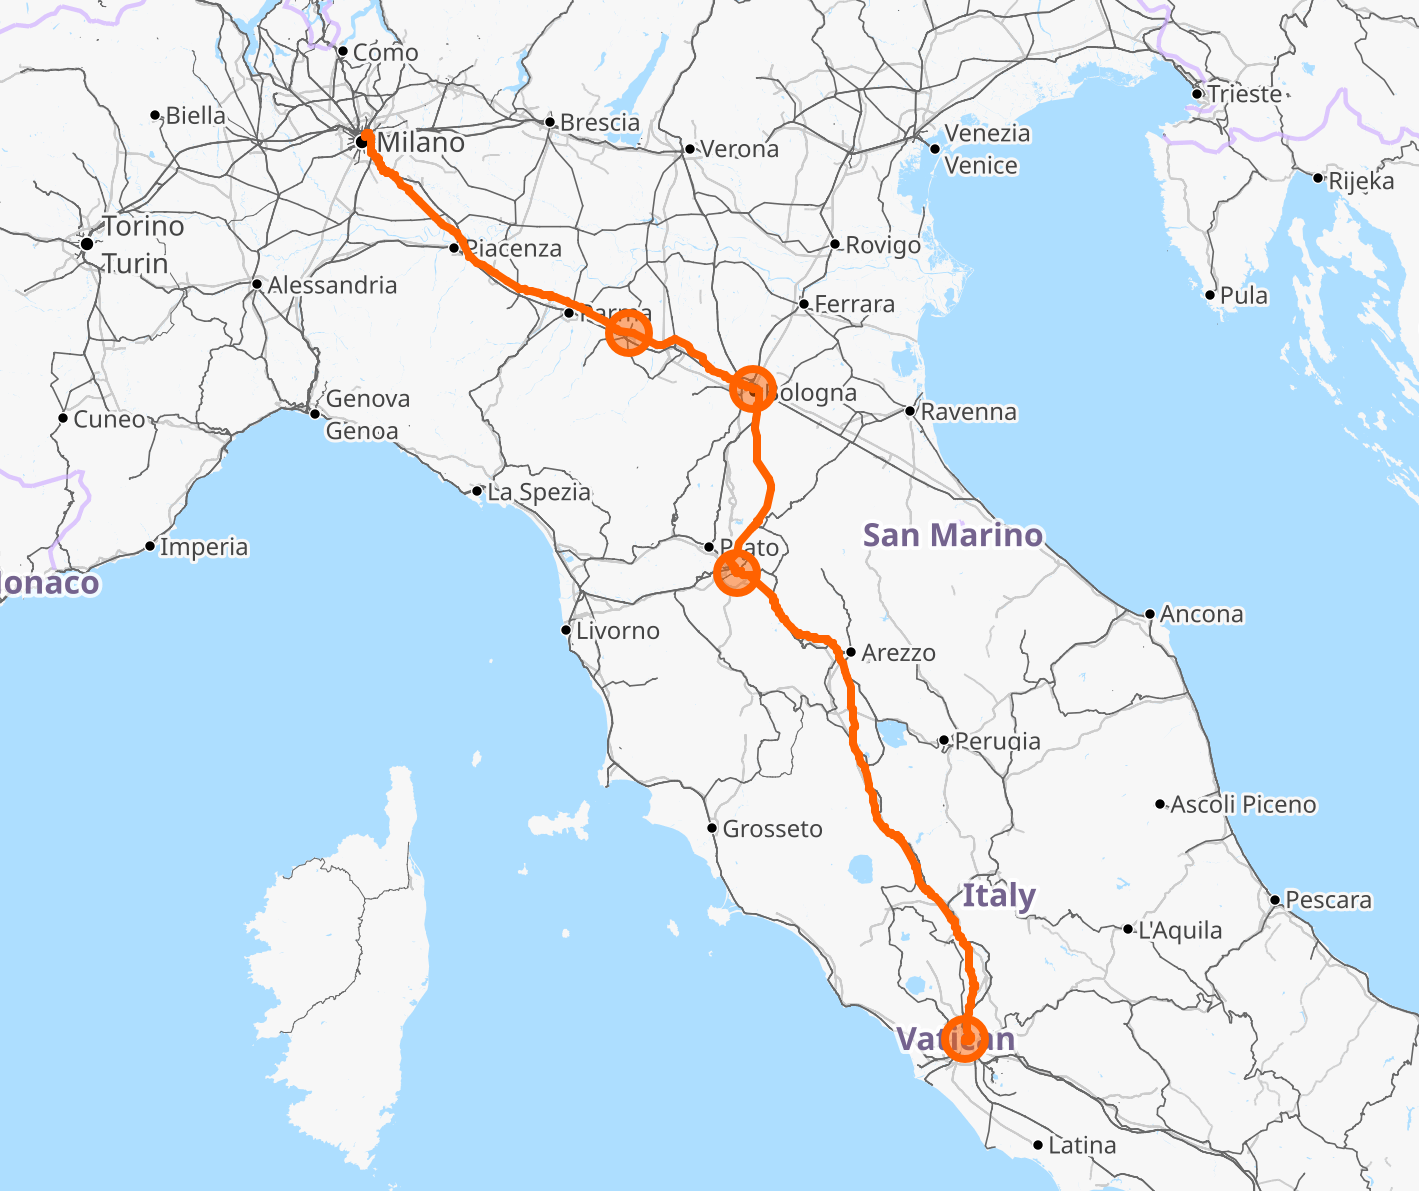 Como
Biella
Milano
Brescia
Verona
Venezia
Venice
Trieste
Rijeka
Torino
Turin
Piacenza
Rovigo
Alessandria
Pula
Parma
Ferrara
Genova
Genoa
Cuneo
Bologna
Ravenna
La Spezia
San Marino
Imperia
Prato
onaco
Livorno
Ancona
Arezzo
Perugia
Ascoli Piceno
Grosseto
Italy
Pescara
L'Aquila
Vatican
Latina